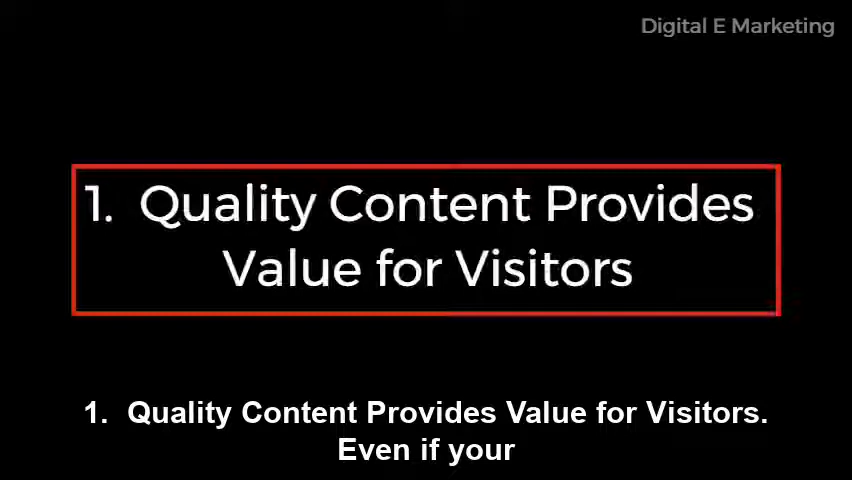 Digital E Marketing
1. Quality Content Provides
Value for Visitors
1. Quality Content Provides Value for Visitors.
Even if your